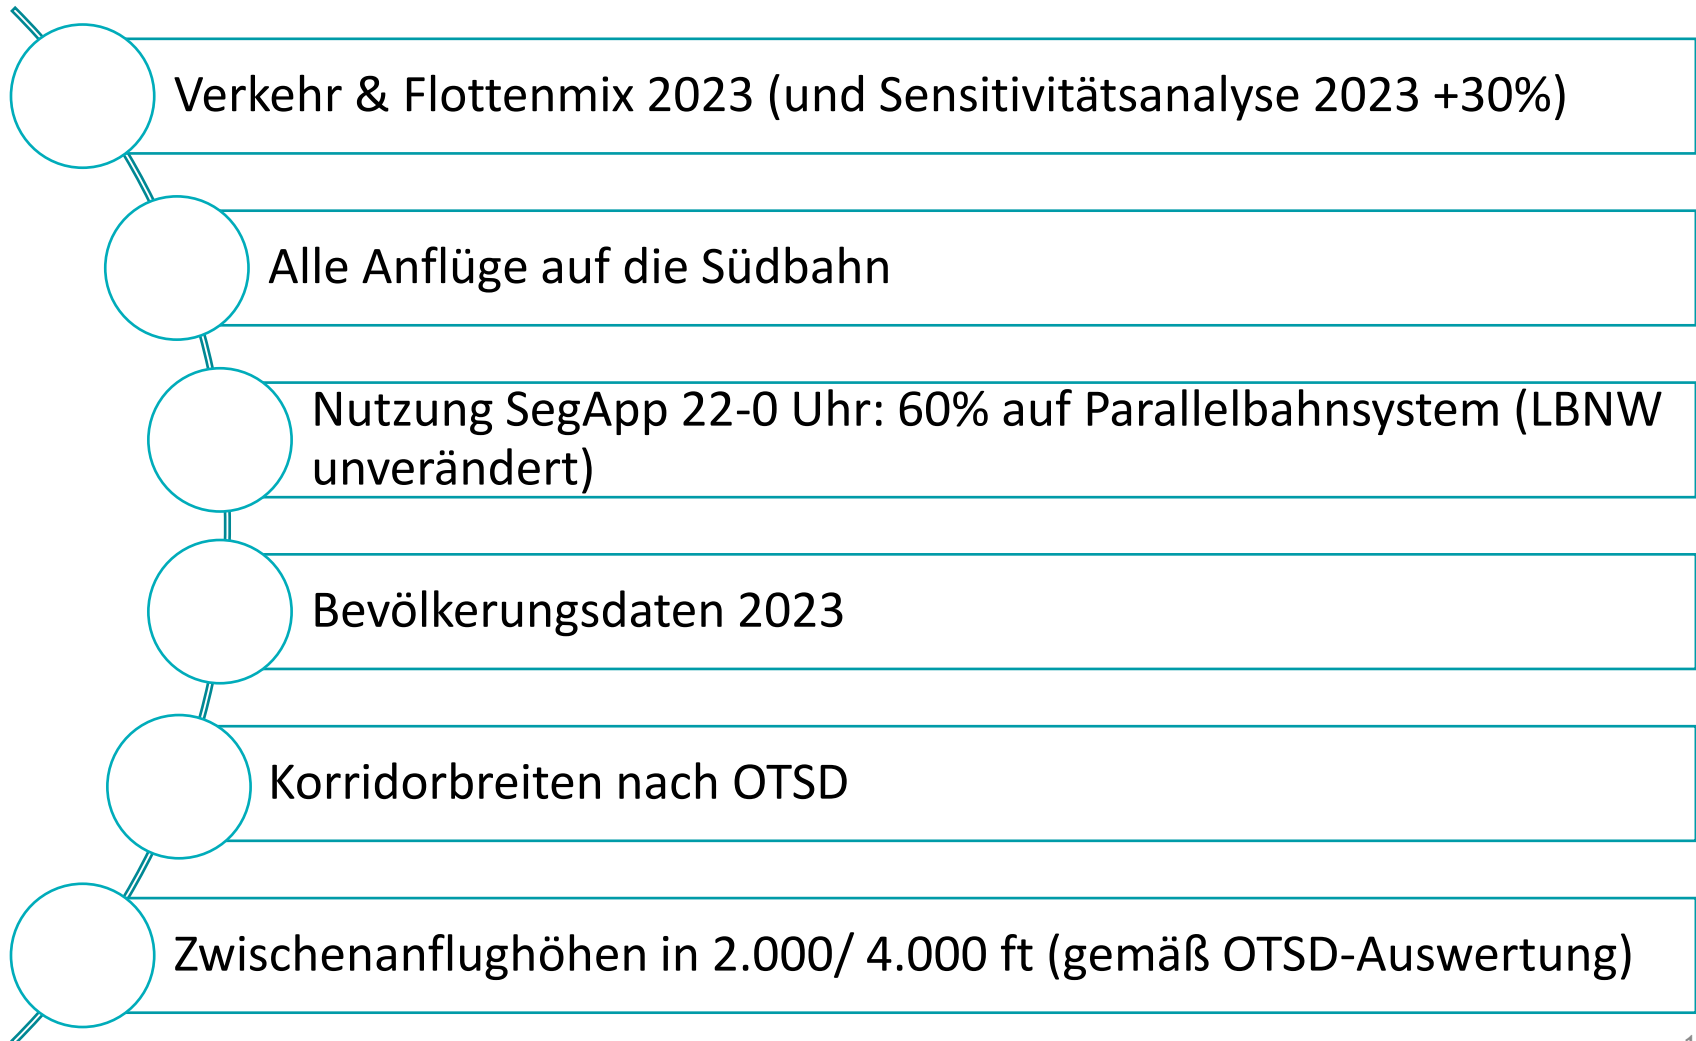 Verkehr & Flottenmix 2023 (und Sensitivitätsanalyse 2023 +30%)
Alle Anflüge auf die Südbahn
Nutzung SegApp 22-0 Uhr: 60% auf Parallelbahnsystem (LBNW
unverändert)
Bevölkerungsdaten 2023
Korridorbreiten nach OTSD
Zwischenanflughöhen in 2.000/ 4.000 ft (gemäß OTSD-Auswertung)